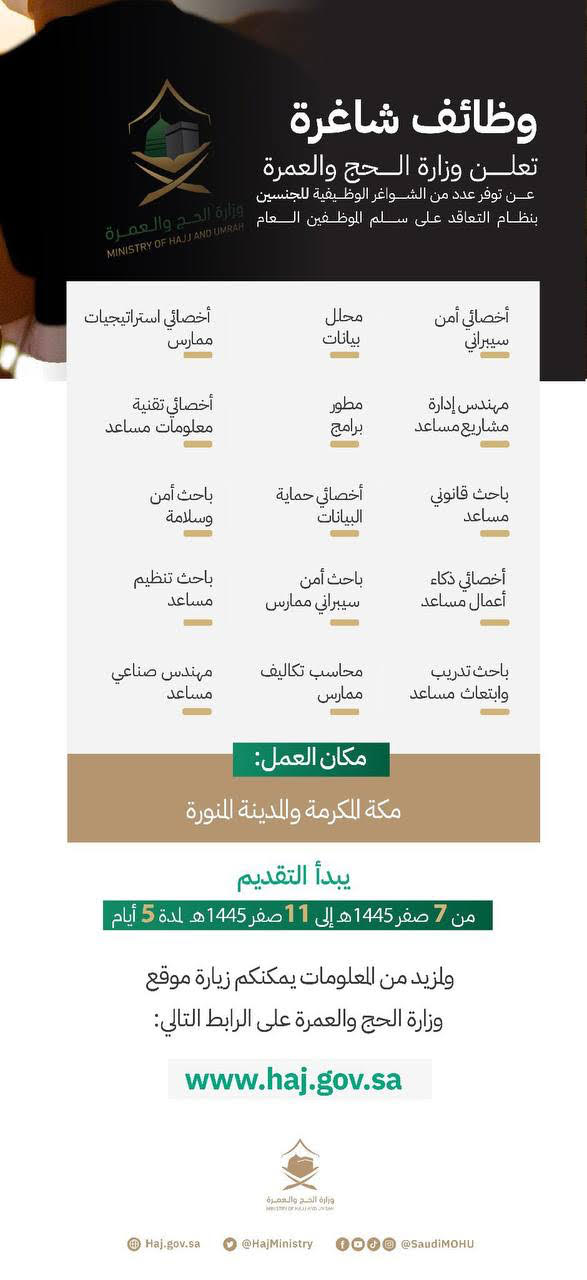 وظائف شاغرة
تعلن وزارة الحج والعمرة
عن توفر عدد من الشواغر الوظيفية للجنسين
بنظام التعاقد على سلم الموظفين العام
وزارة الحج والعمرة
MINISTRY OF HAJJ AND UMRAH
أخصائي أمن
سيبراني
محلل
بيانات
أخصائي استراتيجيات
ممارس
مهندس إدارة
مشاريع مساعد
مطور
برامج
أخصائي تقنية
معلومات مساعد
باحث قانوني
مساعد
أخصائي حماية
البيانات
باحث أمن
وسلامة
أخصائي ذكاء
أعمال مساعد
باحث أمن
سيبراني ممارس
باحث تنظيم
مساعد
باحث تدريب
وابتعاث مساعد
محاسب تكاليف
ممارس
مهندس صناعي
مساعد
مكان العمل:
مكة المكرمة والمدينة المنورة
يبدأ التقديم
من 7 صفر 1445هـ إلى 11 صفر 1445هـ لمدة 5 أيام
ولمزيد من المعلومات يمكنكم زيارة موقع
وزارة الحج والعمرة على الرابط التالي:
www.haj.gov.sa
وزارة الحج والعمرة
MINISTRY OF HAJJ AND UMRAH
Haj.gov.sa @HajMinistry @SaudiMOHU